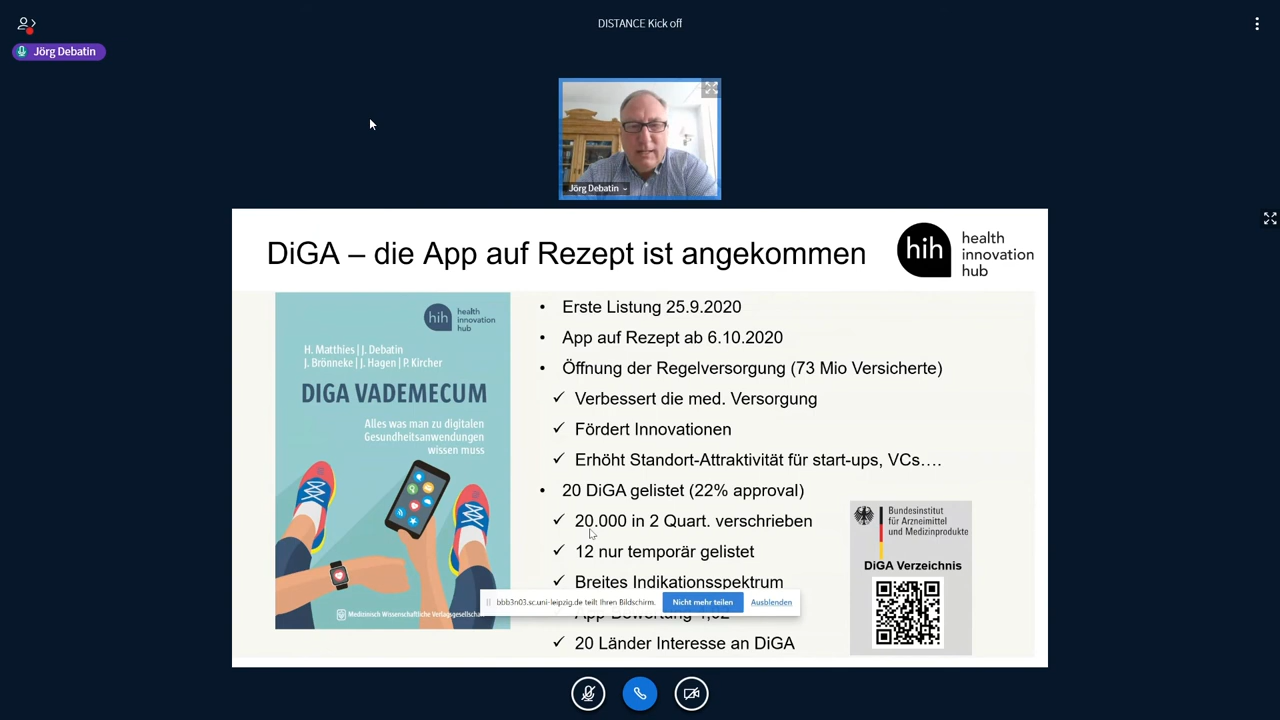 DISTANCE Kick off
Jörg Debatin
Jörg Debatin
DiGA – die App auf Rezept ist angekommen
hih
health
innovation
hub
hih
health
innovation
hub
H. Matthies | J. Debatin
J. Brönneke | J. Hagen | P. Kircher
DIGA VADEMECUM
Alles was man zu digitalen
Gesundheitsanwendungen
wissen muss
Medizinisch Wissenschaftliche Verlagsgesellscha
• Erste Listung 25.9.2020
• App auf Rezept ab 6.10.2020
• Öffnung der Regelversorgung (73 Mio Versicherte)
✓ Verbessert die med. Versorgung
✓ Fördert Innovationen
✓ Erhöht Standort-Attraktivität für start-ups, VCs….
• 20 DiGA gelistet (22% approval)
✓ 20.000 in 2 Quart. verschrieben
✓ 12 nur temporär gelistet
✓ Breites Indikationsspektrum
bbb3n03.sc.uni-leipzig.de teilt Ihren Bildschirm. Nicht mehr teilen Ausblenden
✓ 20 Länder Interesse an DiGA
Bundesinstitut
für Arzneimittel
und Medizinprodukte
DiGA Verzeichnis